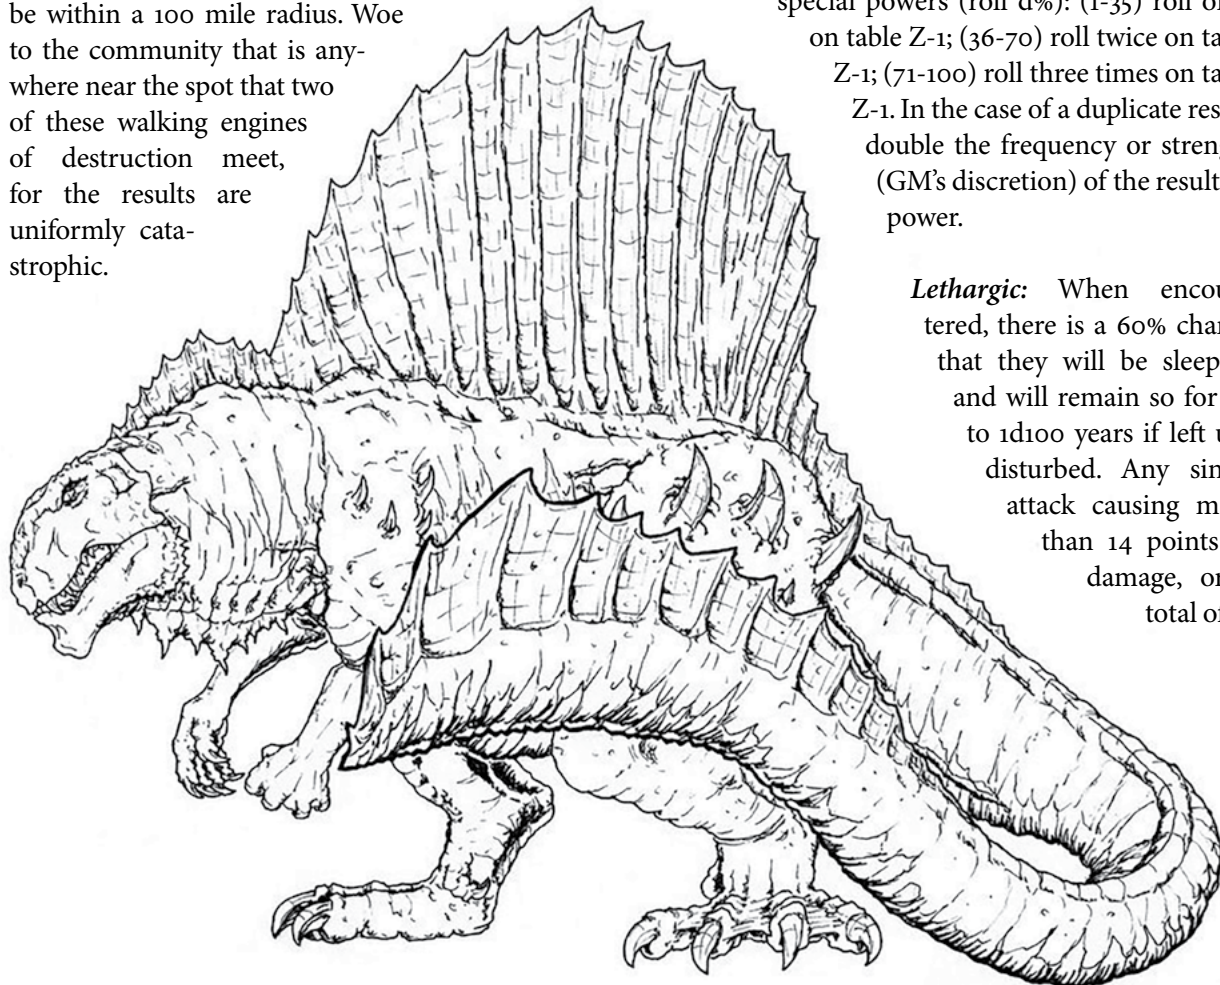 be within a 100 mile radius. Woe
to the community that is any-
where near the spot that two
of these walking engines
of destruction meet,
for the results are
uniformly cata-
strophic.
special powers (roll d%): (1-35) roll
on table Z-1; (36-70) roll twice on
Z-1; (71-100) roll three times on
Z-1. In the case of a duplicate
double the frequency or
(GM’s discretion) of the
power.
Lethargic: When
tered, there is a 60%
that they will be
and will remain so for
to 1d100 years if left
disturbed. Any
attack causing
than 14 points
damage,
total